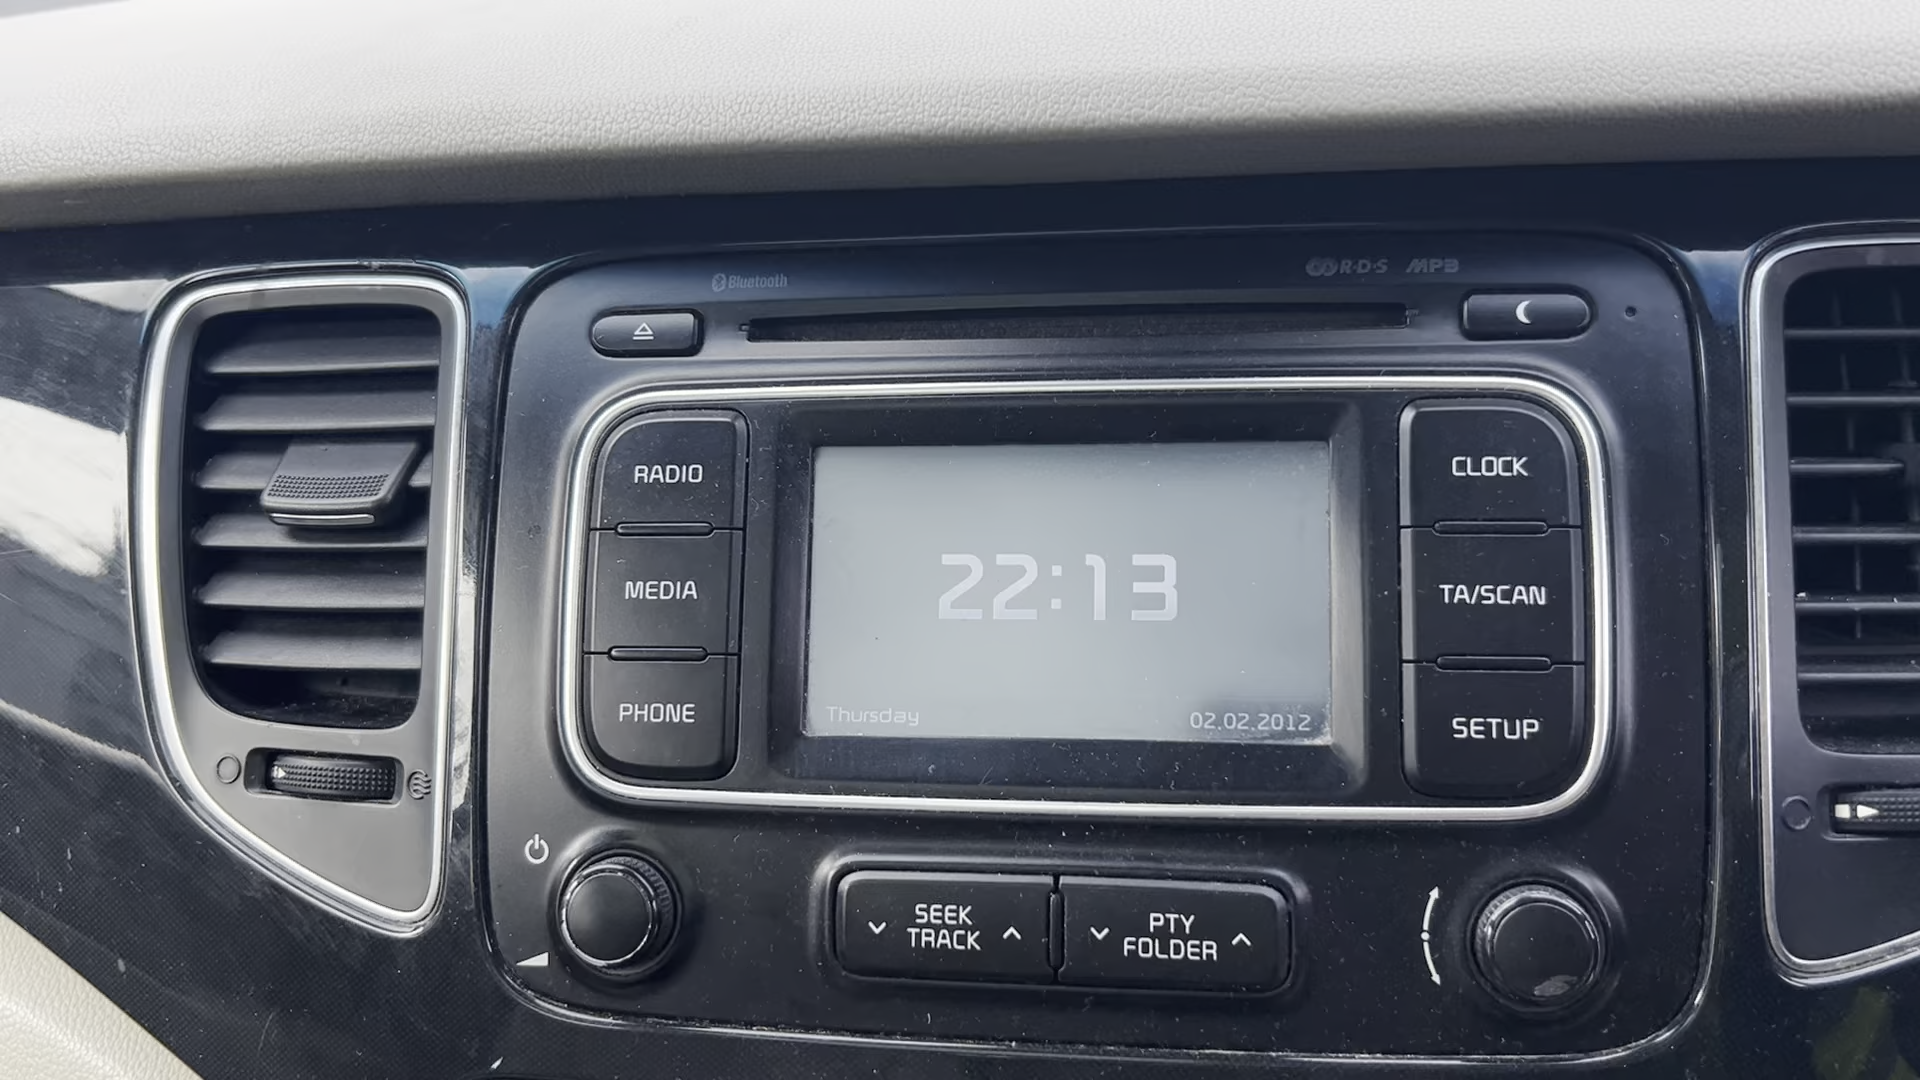 Bluetooth
R·D·S MP3
RADIO
CLOCK
MEDIA
22:13
TA/SCAN
PHONE
Thursday
02.02.2012
SETUP
SEEK
TRACK
PTY
FOLDER